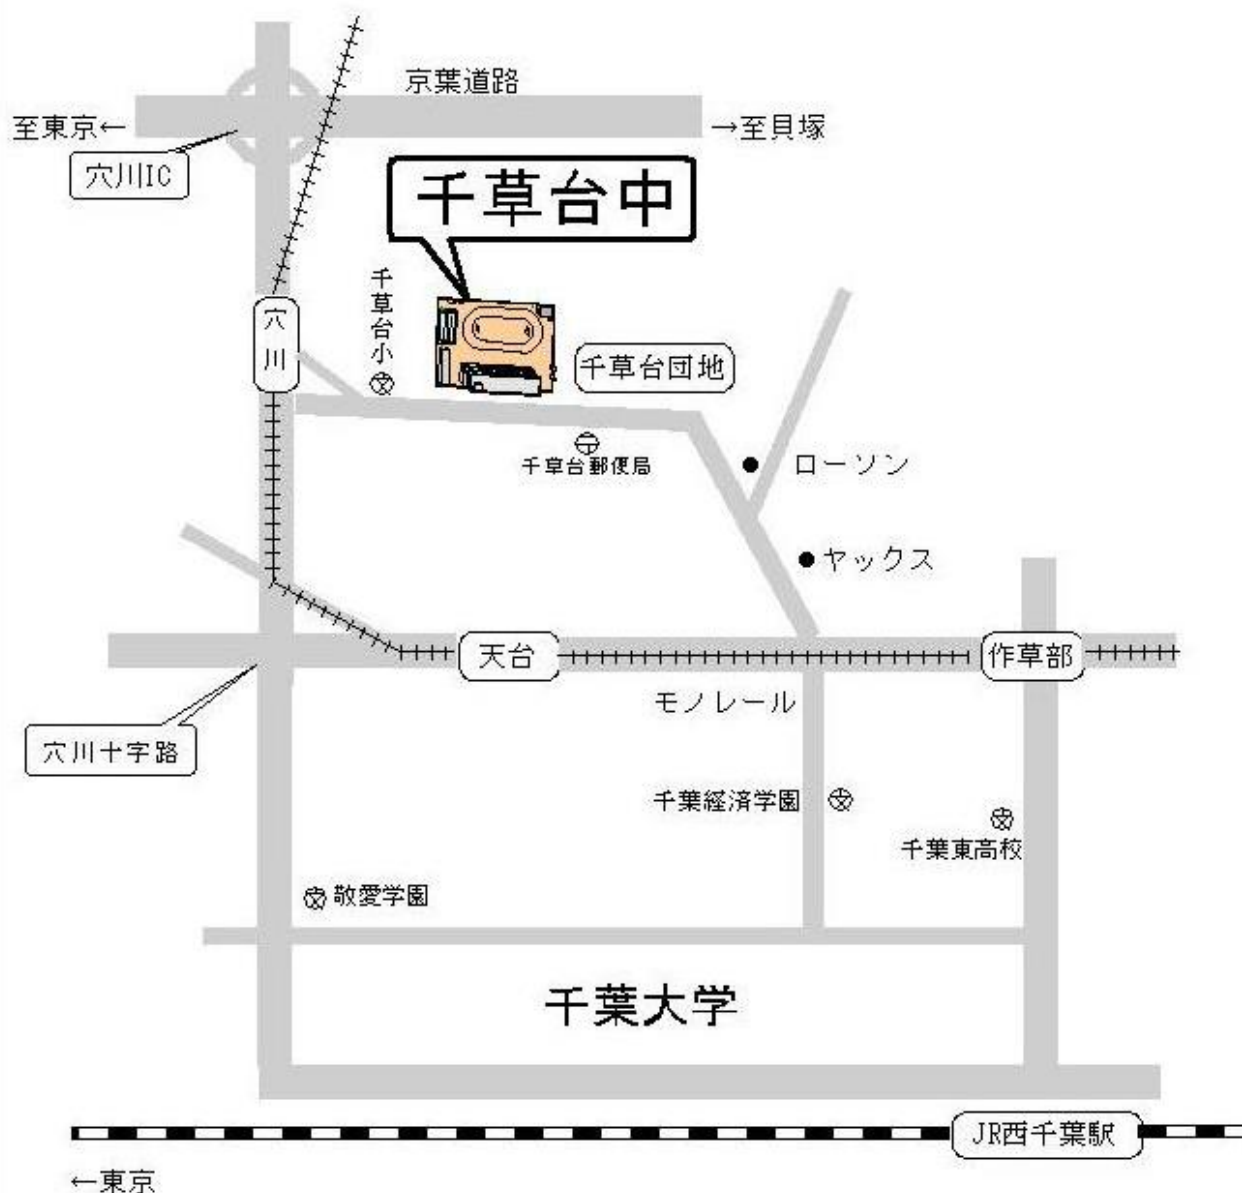 京葉道路
至東京←
→至貝塚
穴川IC
千草台中
千草台小
穴川
千草台団地
千草台郵便局
ローソン
ヤックス
天台
作草部
モノレール
穴川十字路
千葉経済学園
千葉東高校
敬愛学園
千葉大学
JR西千葉駅
←東京